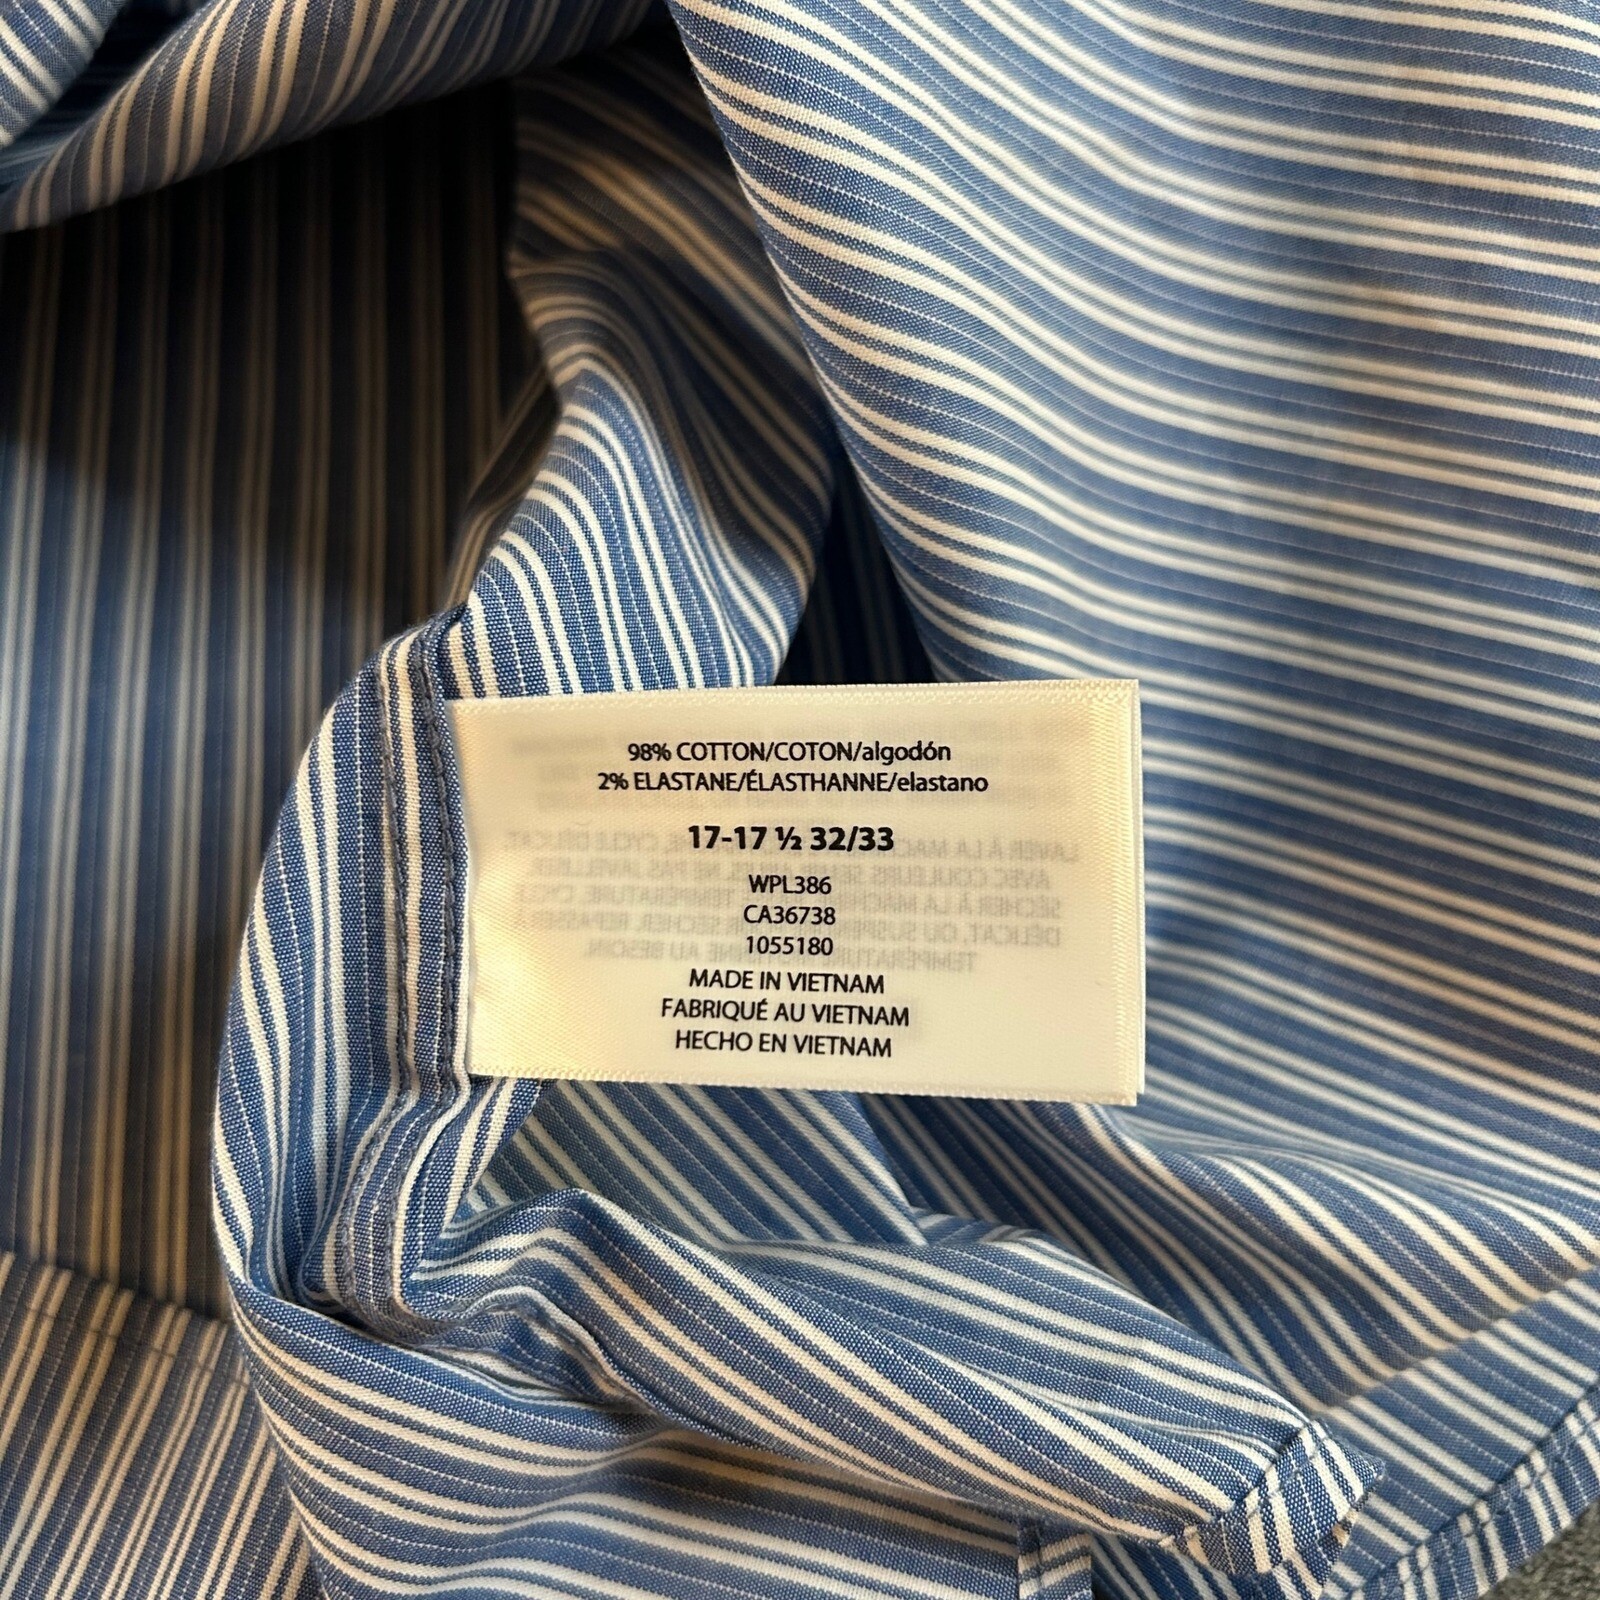 98% COTTON/COTON/algodón
2% ELASTANE/ÉLASTHANNE/elastano
17-17 ½ 32/33
WPL386
CA36738
1055180
MADE IN VIETNAM
FABRIQUÉ AU VIETNAM
HECHO EN VIETNAM